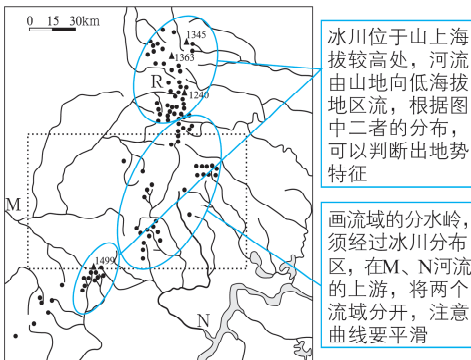 0 15 30km
1345
1363
R
1240
M
1499
N
冰川位于山上海
拔较高处，河流
由山地向低海拔
地区流，根据图
中二者的分布，
可以判断出地势
特征
画流域的分水岭，
须经过冰川分布
区，在M、N河流
的上游，将两个
流域分开，注意
曲线要平滑